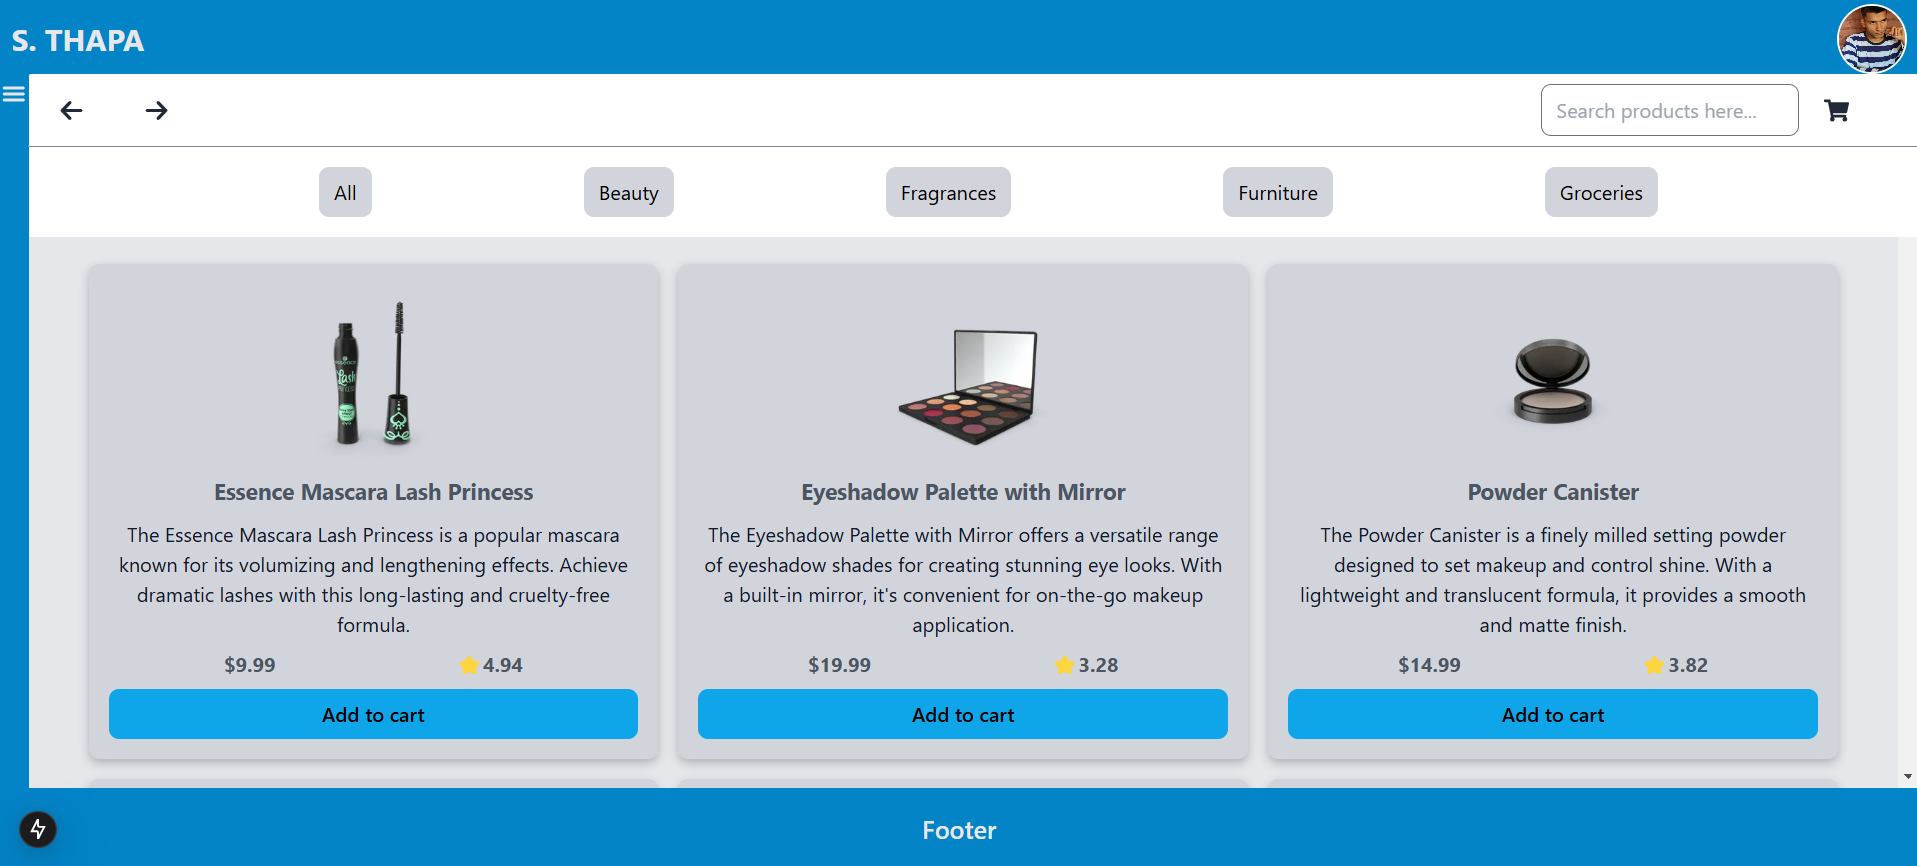 S. THAPA
Search products here...
All
Beauty
Fragrances
Furniture
Groceries
essence
Lash
PRINCESS
Essence Mascara Lash Princess
The Essence Mascara Lash Princess is a popular mascara
known for its volumizing and lengthening effects. Achieve
dramatic lashes with this long-lasting and cruelty-free
formula.
$9.99
4.94
Add to cart
Eyeshadow Palette with Mirror
The Eyeshadow Palette with Mirror offers a versatile range
of eyeshadow shades for creating stunning eye looks. With
a built-in mirror, it's convenient for on-the-go makeup
application.
$19.99
3.28
Add to cart
Powder Canister
The Powder Canister is a finely milled setting powder
designed to set makeup and control shine. With a
lightweight and translucent formula, it provides a smooth
and matte finish.
$14.99
3.82
Add to cart
Footer